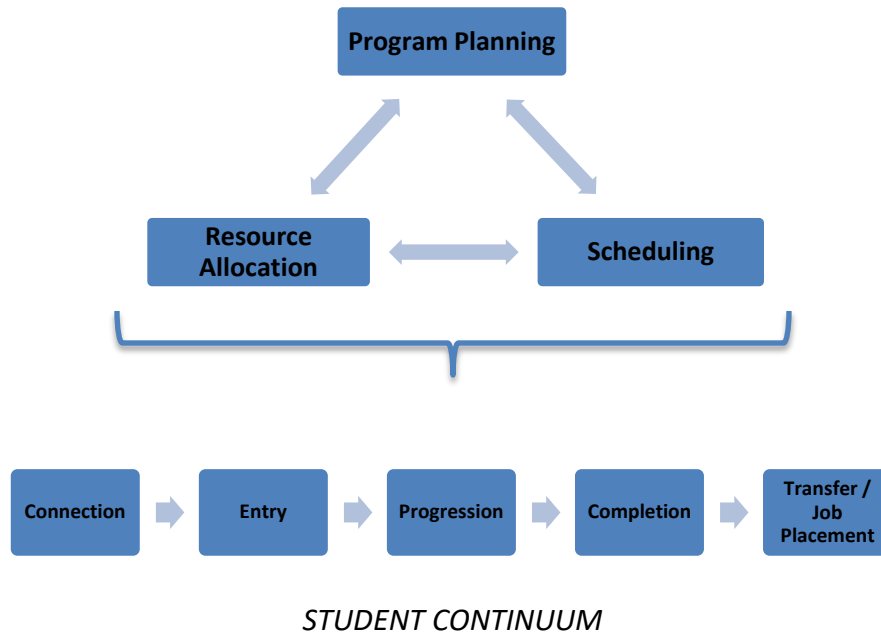 Program Planning
Resource
Allocation
Scheduling
Connection
Entry
Progression
Completion
Transfer /
Job
Placement
STUDENT CONTINUUM